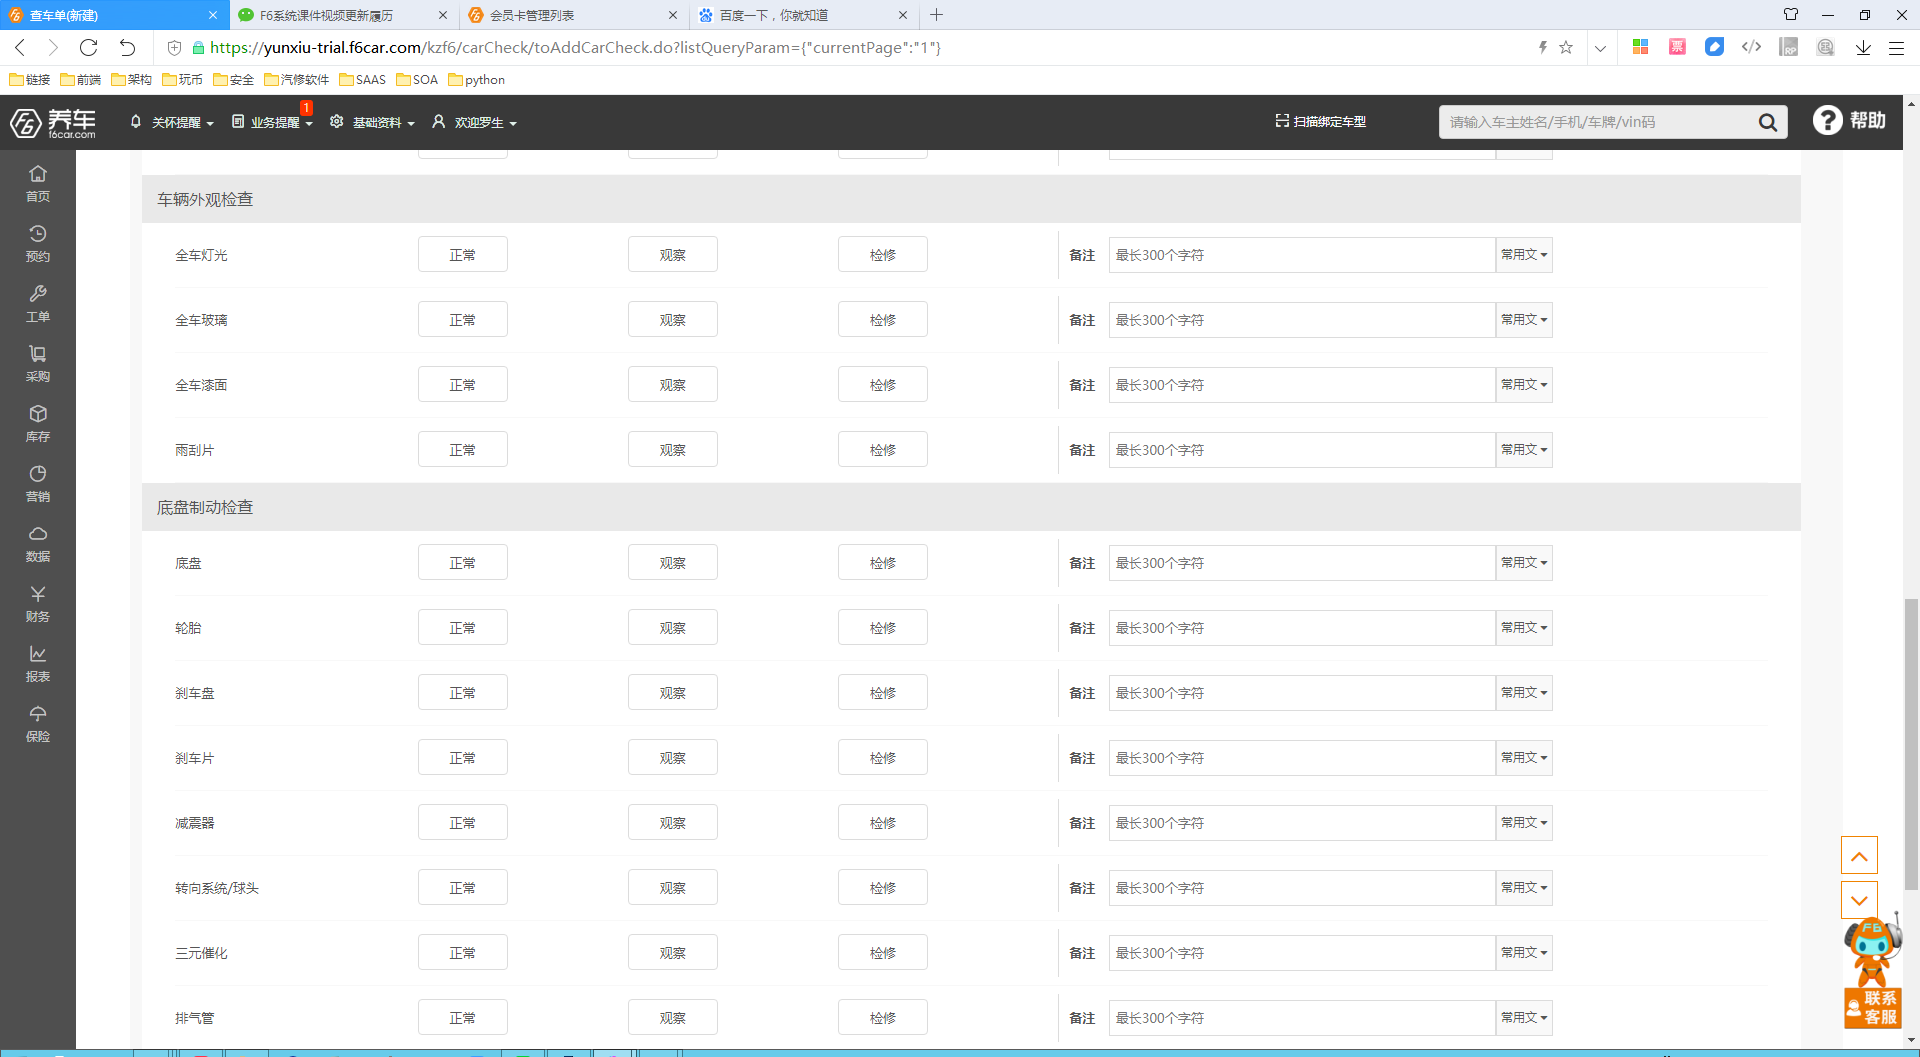 查车单(新建)
F6系统课件视频更新履历
会员卡管理列表
百度一下，你就知道
https://yunxiu-trial.f6car.com/kzf6/carCheck/toAddCarCheck.do?listQueryParam={"currentPage":"1"}
票
RP
链接 前端 架构 玩币 安全 汽修软件 SAAS SOA python
F6 养车
f6car.com
关怀提醒 业务提醒 1 基础资料 欢迎罗生
扫描绑定车型
请输入车主姓名/手机/车牌/vin码
? 帮助
首页
预约
工单
采购
库存
营销
数据
财务
报表
保险
车辆外观检查
全车灯光 正常 观察 检修 备注 最长300个字符 常用文
全车玻璃 正常 观察 检修 备注 最长300个字符 常用文
全车漆面 正常 观察 检修 备注 最长300个字符 常用文
雨刮片 正常 观察 检修 备注 最长300个字符 常用文
底盘制动检查
底盘 正常 观察 检修 备注 最长300个字符 常用文
轮胎 正常 观察 检修 备注 最长300个字符 常用文
刹车盘 正常 观察 检修 备注 最长300个字符 常用文
刹车片 正常 观察 检修 备注 最长300个字符 常用文
减震器 正常 观察 检修 备注 最长300个字符 常用文
转向系统/球头 正常 观察 检修 备注 最长300个字符 常用文
三元催化 正常 观察 检修 备注 最长300个字符 常用文
排气管 正常 观察 检修 备注 最长300个字符 常用文
F6
联系
客服